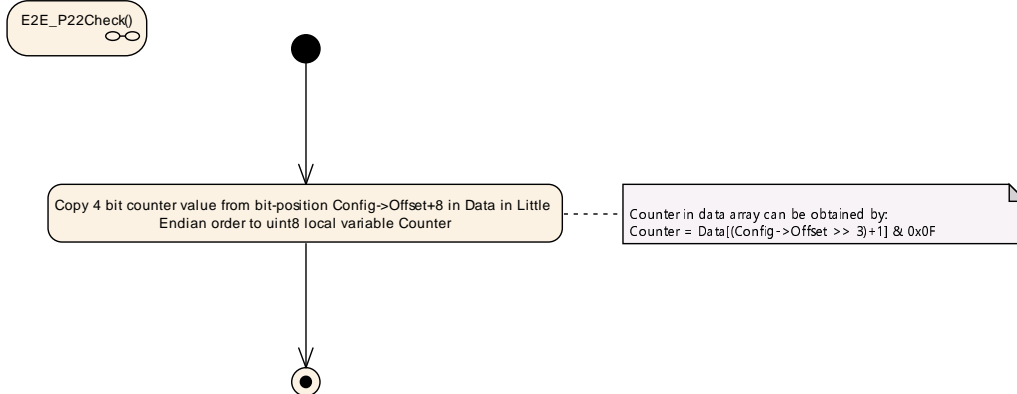 E2E_P22Check()
Copy 4 bit counter value from bit-position Config->Offset+8 in Data in Little
Endian order to uint8 local variable Counter
Counter in data array can be obtained by:
Counter = Data[(Config->Offset >> 3)+1] & 0x0F